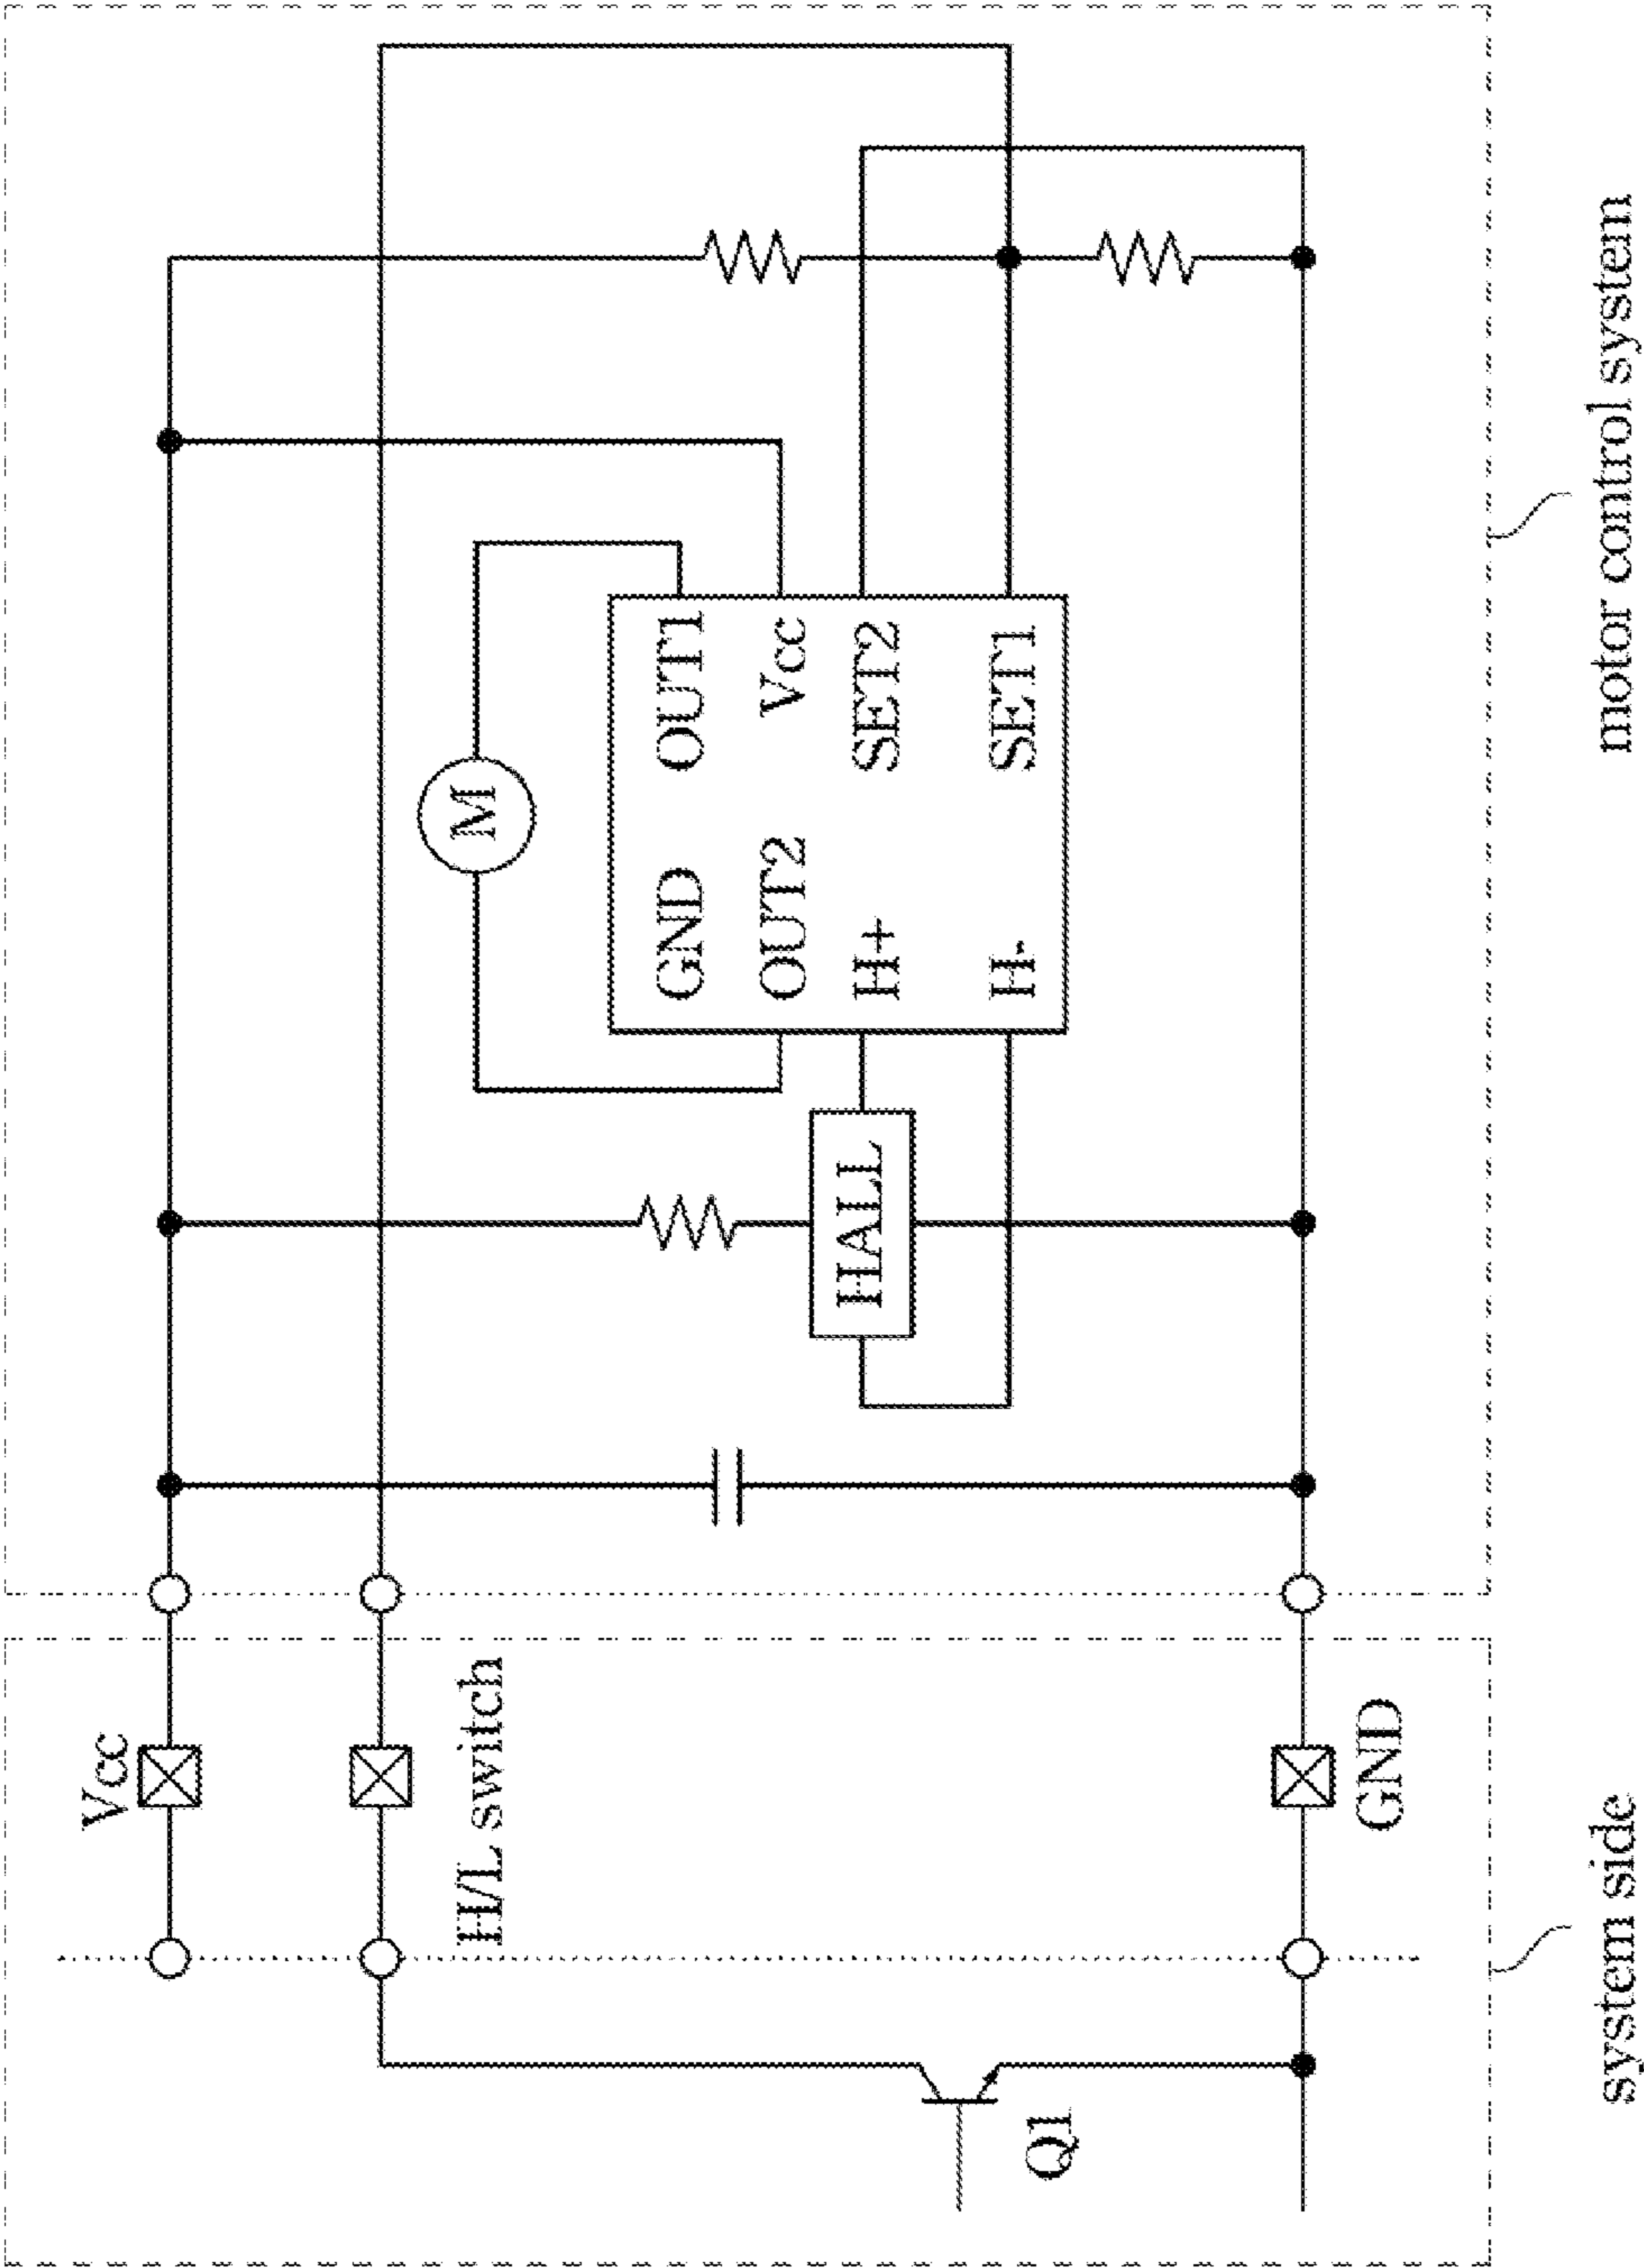 Vcc
H/L switch
GND
Q1
HALL
M
GND OUT1
OUT2 Vcc
H+ SET2
H- SET1
system side
motor control system